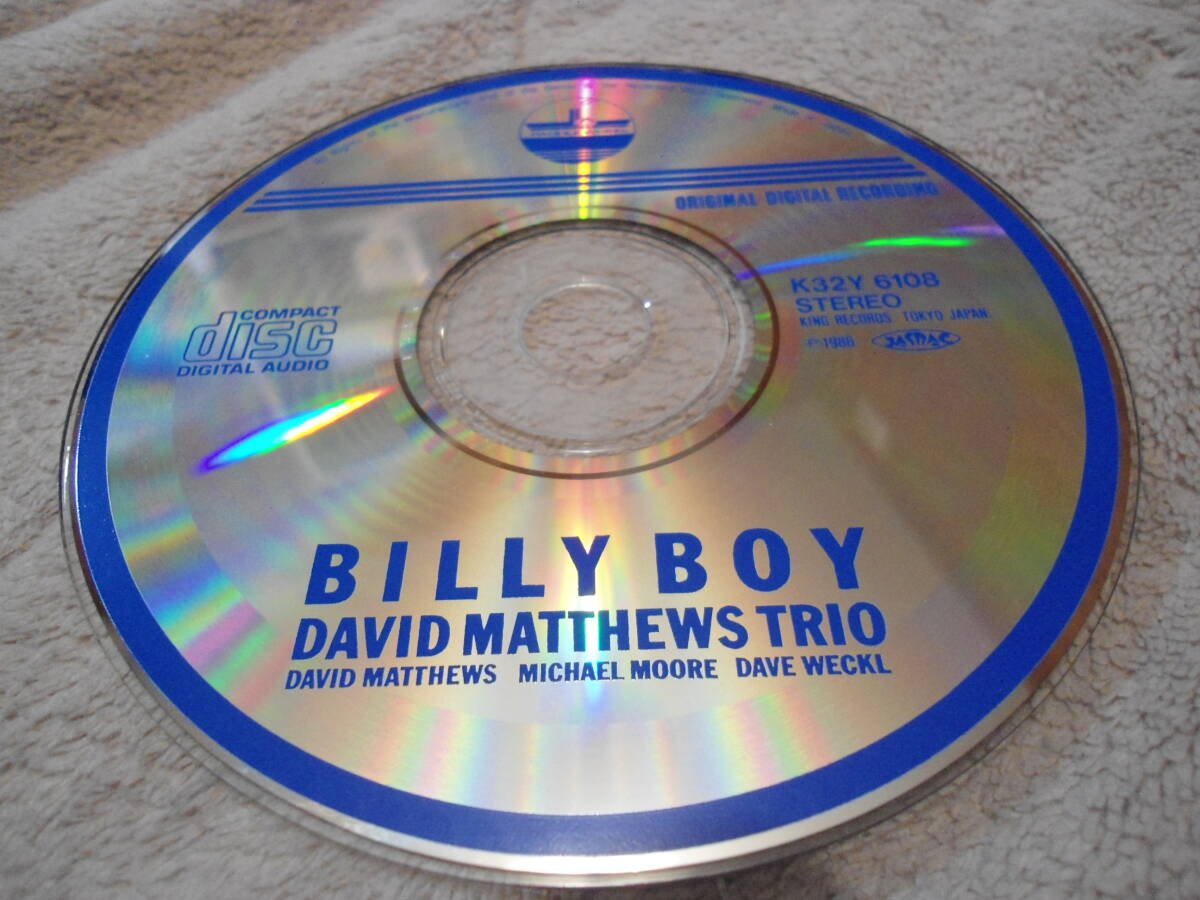 ORIGINAL DIGITAL RECORDING
K32Y 6108
STEREO
KING RECORDS. TOKYO JAPAN.
JASRAC
COMPACT
disc
DIGITAL AUDIO
BILLY BOY
DAVID MATTHEWS TRIO
DAVID MATTHEWS MICHAEL MOORE DAVE WECKL